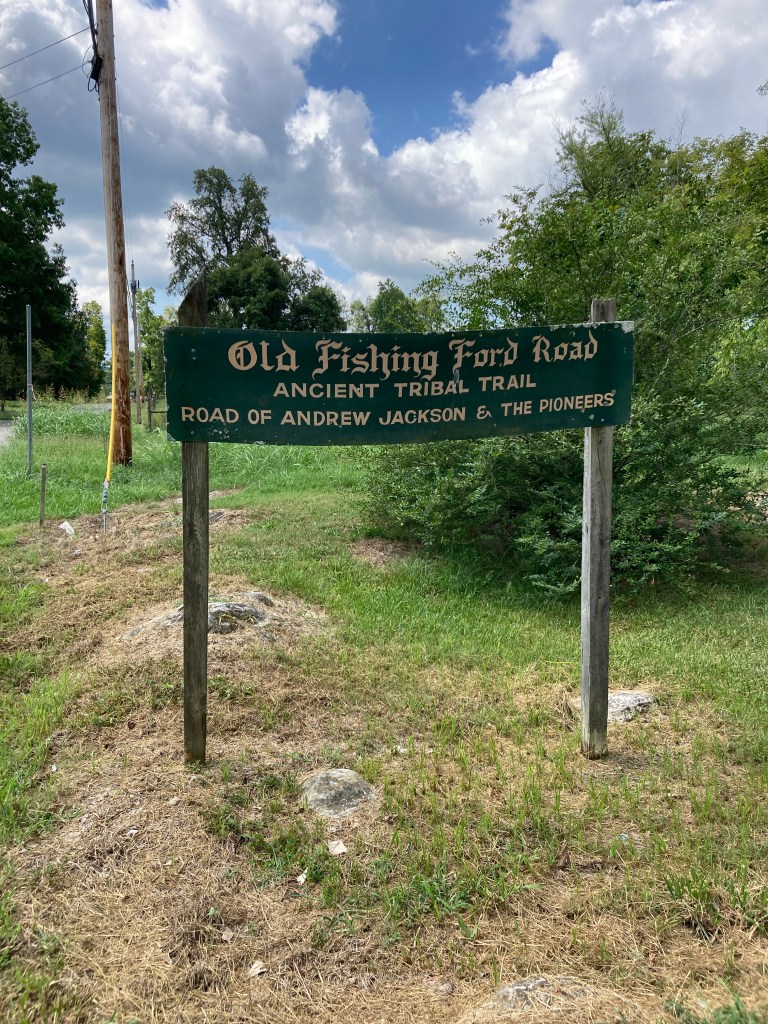 Old Fishing Ford Road
ANCIENT TRIBAL TRAIL
ROAD OF ANDREW JACKSON & THE PIONEERS